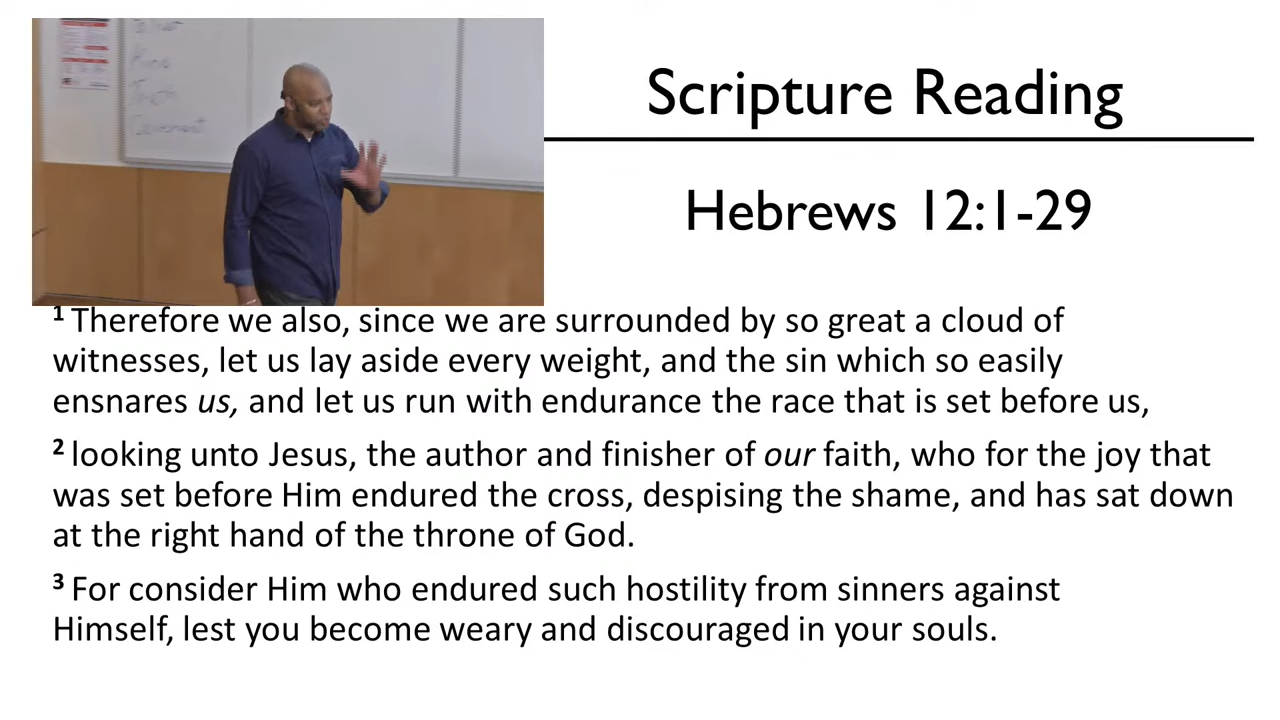 Scripture Reading
Hebrews 12:1-29
Covenant
¹ Therefore we also, since we are surrounded by so great a cloud of
witnesses, let us lay aside every weight, and the sin which so easily
ensnares us, and let us run with endurance the race that is set before us,
² looking unto Jesus, the author and finisher of our faith, who for the joy that
was set before Him endured the cross, despising the shame, and has sat down
at the right hand of the throne of God.
³ For consider Him who endured such hostility from sinners against
Himself, lest you become weary and discouraged in your souls.